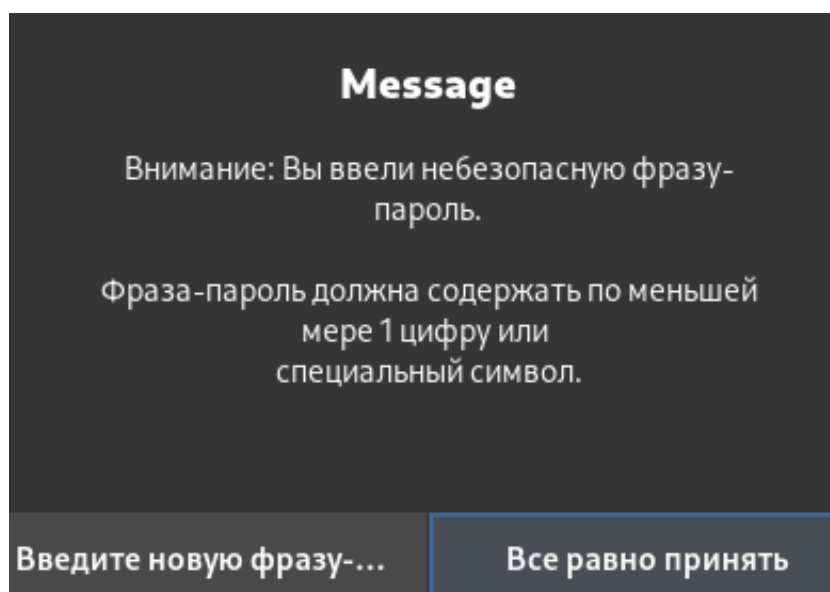 Message
Внимание: Вы ввели небезопасную фразу-
пароль.
Фраза-пароль должна содержать по меньшей
мере 1 цифру или
специальный символ.
Введите новую фразу-...
Все равно принять